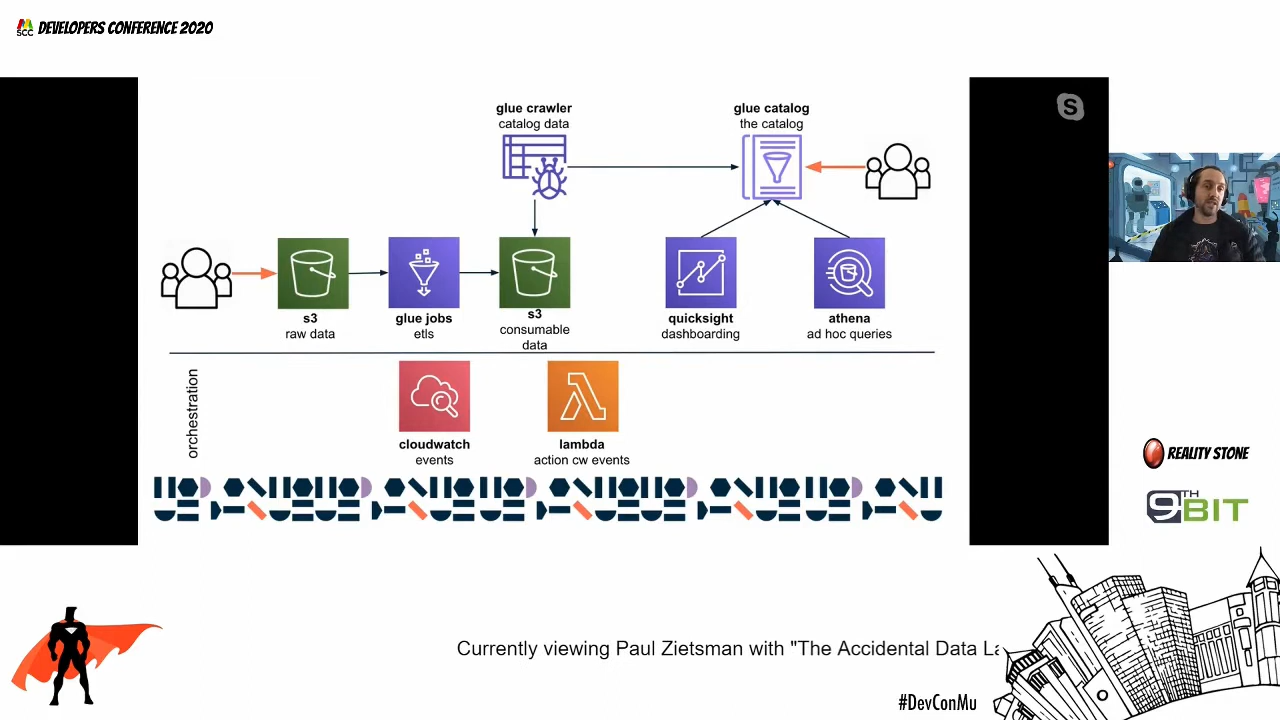 SCC DEVELOPERS CONFERENCE 2020
glue crawler
catalog data
glue catalog
the catalog
s3
raw data
glue jobs
etls
s3
consumable
data
quicksight
dashboarding
athena
ad hoc queries
orchestration
cloudwatch
events
lambda
action cw events
S
REALITY STONE
9TH BIT
Currently viewing Paul Zietsman with "The Accidental Data
#DevConMu